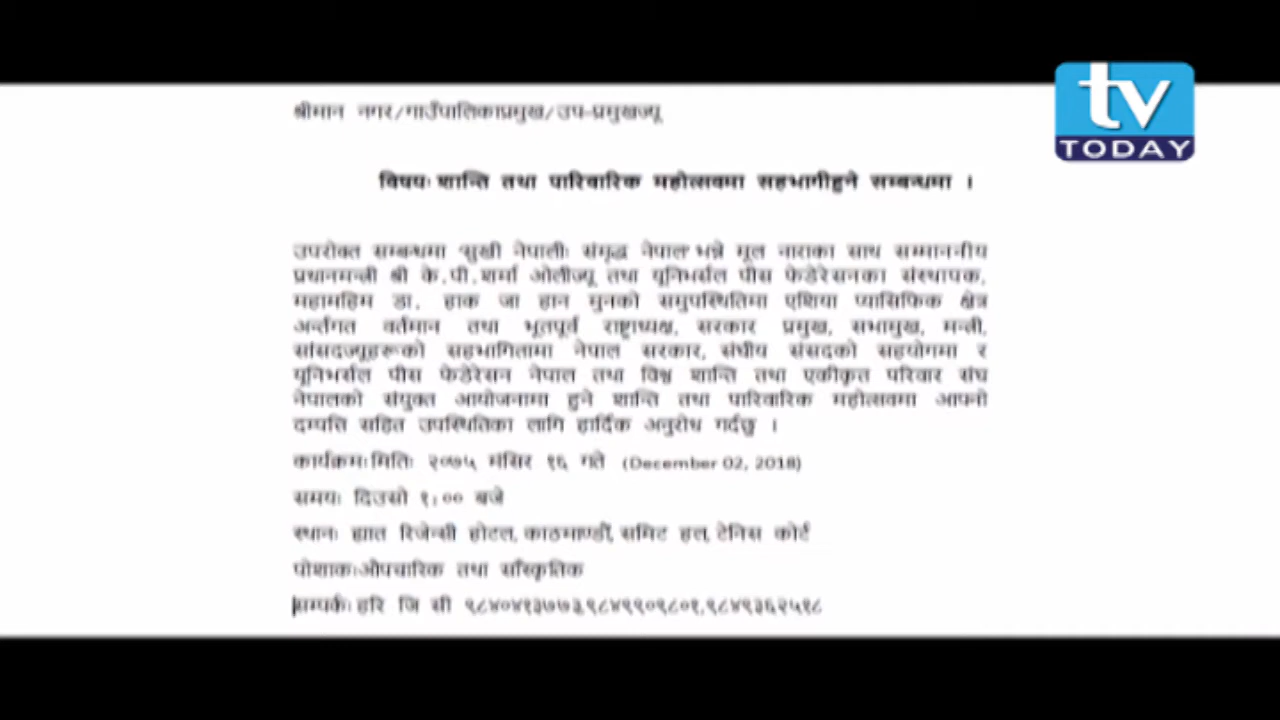 tv
TODAY
श्रीमान नगर/गाउँपालिकाप्रमुख/उप-प्रमुखज्यू
विषयः शान्ति तथा पारिवारिक महोत्सवमा सहभागीहुने सम्बन्धमा ।
उपरोक्त सम्बन्धमा 'सुखी नेपालीः संमृद्ध नेपाल' भन्ने मूल नाराका साथ सम्माननीय
प्रधानमन्त्री श्री के.पी.शर्मा ओलीज्यू तथा यूनिभर्सल पीस फेडेरेसनका संस्थापक,
महामहिम डा. हाक जा हान मुनको समुपस्थितिमा एशिया प्यासिफिक क्षेत्र
अर्न्तगत वर्तमान तथा भूतपूर्व राष्ट्राध्यक्ष, सरकार प्रमुख, सभामुख, मन्त्री,
सांसदज्यूहरूको सहभागितामा नेपाल सरकार, संघीय संसदको सहयोगमा र
यूनिभर्सल पीस फेडेरेसन नेपाल तथा विश्व शान्ति तथा एकीकृत परिवार संघ
नेपालको संयुक्त आयोजनामा हुने शान्ति तथा पारिवारिक महोत्सवमा आफ्नो
दम्पत्ति सहित उपस्थितिका लागि हार्दिक अनुरोध गर्दछु ।
कार्यक्रमःमितिः २०७५ मंसिर १६ गते (December 02, 2018)
समयः दिउसो १:०० बजे
स्थानः ह्यात रिजेन्सी होटल, काठमाण्डौं, समिट हल, टेनिस कोर्ट
पोशाकःऔपचारिक तथा साँस्कृतिक
सम्पर्कः हरि जि सी ९८४०४१३७७३,९८४९९०९८०१,९८४९३६२५१८